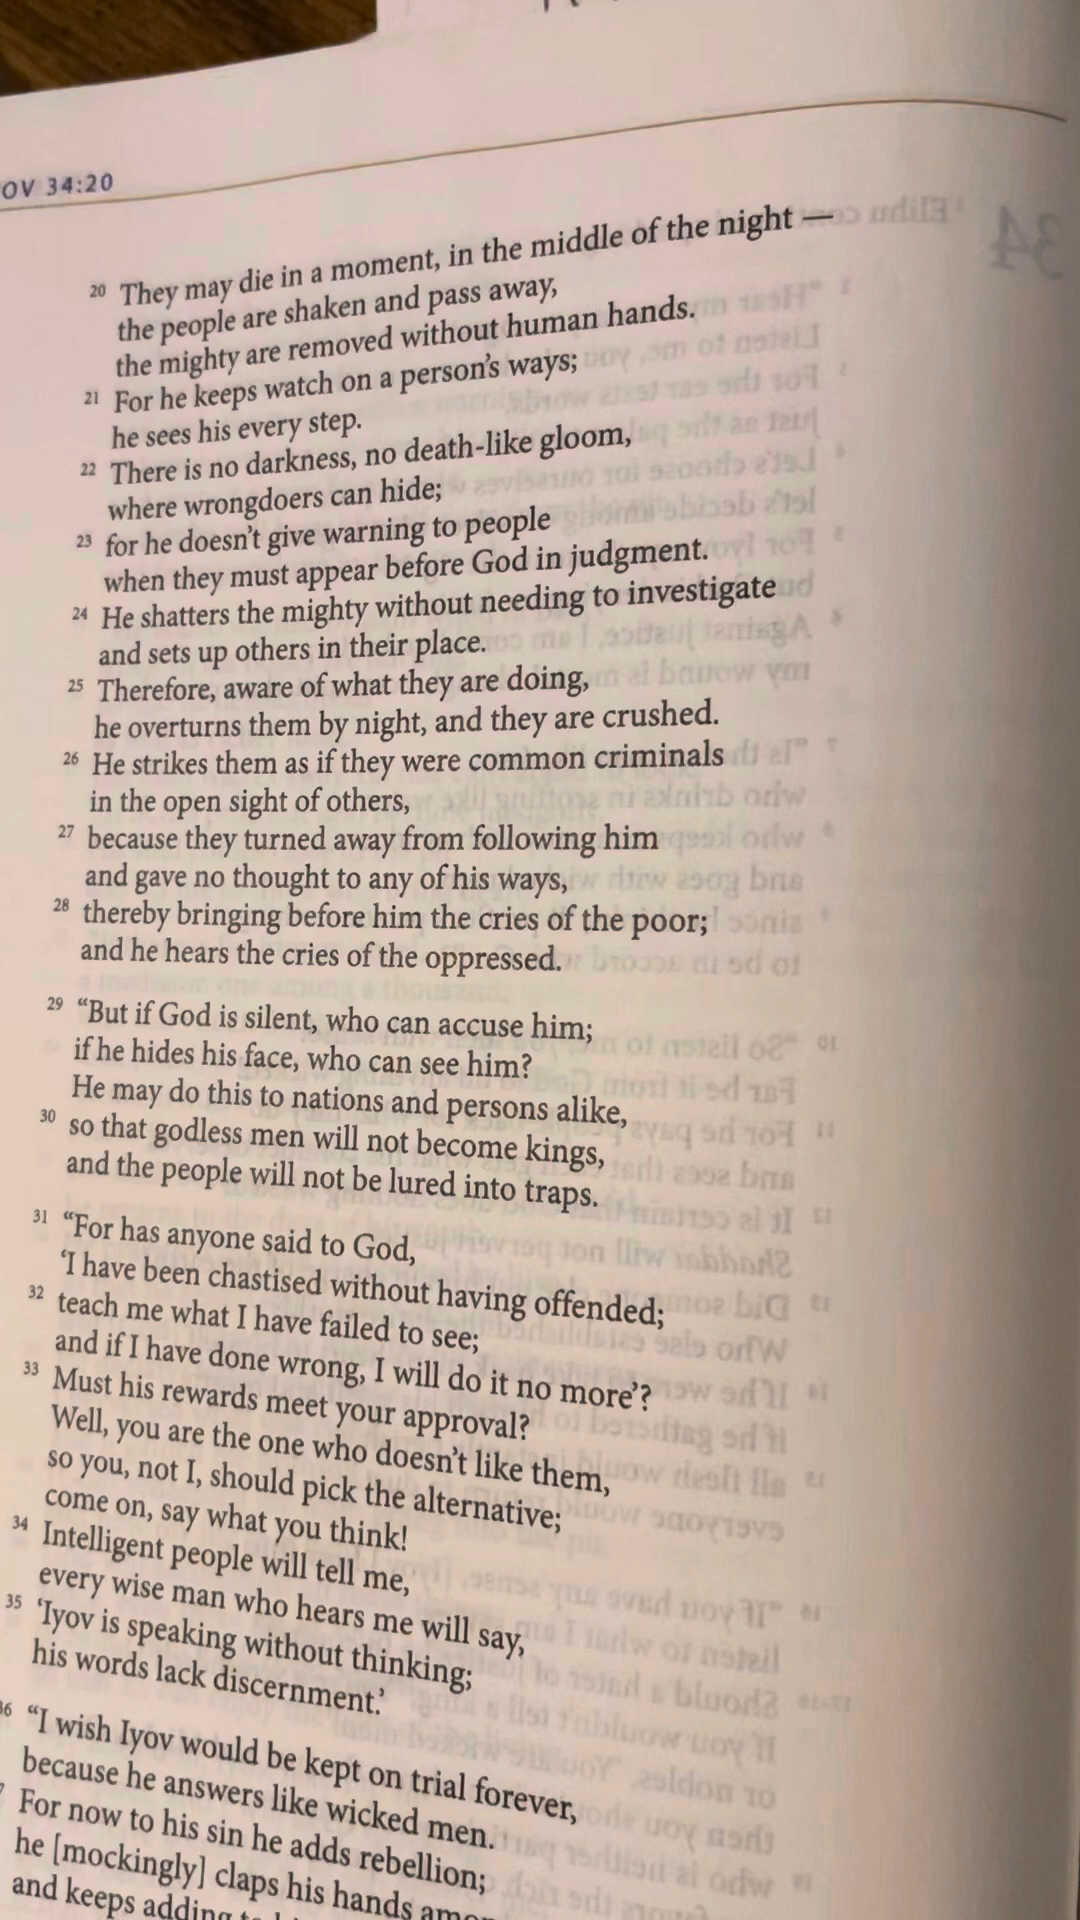 OV 34:20
34
20 They may die in a moment, in the middle of the night —
the people are shaken and pass away,
the mighty are removed without human hands.
21 For he keeps watch on a person's ways;
he sees his every step.
22 There is no darkness, no death-like gloom,
where wrongdoers can hide;
23 for he doesn't give warning to people
when they must appear before God in judgment.
24 He shatters the mighty without needing to investigate
and sets up others in their place.
25 Therefore, aware of what they are doing,
he overturns them by night, and they are crushed.
26 He strikes them as if they were common criminals
in the open sight of others,
27 because they turned away from following him
and gave no thought to any of his ways,
28 thereby bringing before him the cries of the poor;
and he hears the cries of the oppressed.
29 “But if God is silent, who can accuse him;
if he hides his face, who can see him?
He may do this to nations and persons alike,
30 so that godless men will not become kings,
and the people will not be lured into traps.
31 “For has anyone said to God,
‘I have been chastised without having offended;
32 teach me what I have failed to see;
and if I have done wrong, I will do it no more’?
33 Must his rewards meet your approval?
Well, you are the one who doesn't like them,
so you, not I, should pick the alternative;
come on, say what you think!
34 Intelligent people will tell me,
every wise man who hears me will say,
35 ‘Iyov is speaking without thinking;
his words lack discernment.’
36 “I wish Iyov would be kept on trial forever,
because he answers like wicked men.
7 For now to his sin he adds rebellion;
he [mockingly] claps his hands
and keeps adding